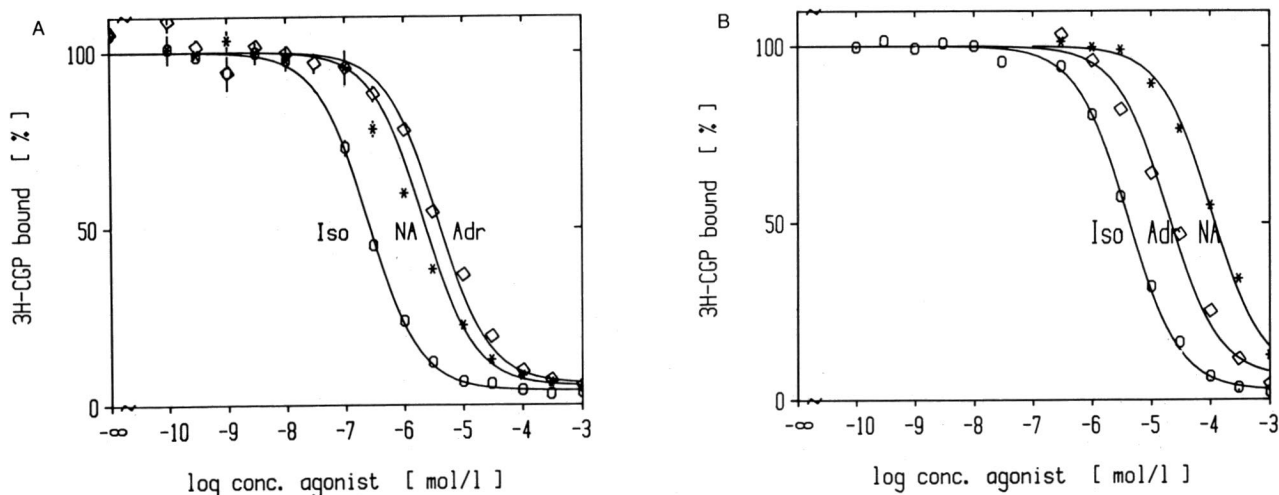 A
3H-CGP bound [ % ]
100
50
0
Iso NA Adr
-∞ -10 -9 -8 -7 -6 -5 -4 -3
log conc. agonist [ mol/l ]
B
3H-CGP bound [ % ]
100
50
0
Iso Adr NA
-∞ -10 -9 -8 -7 -6 -5 -4 -3
log conc. agonist [ mol/l ]